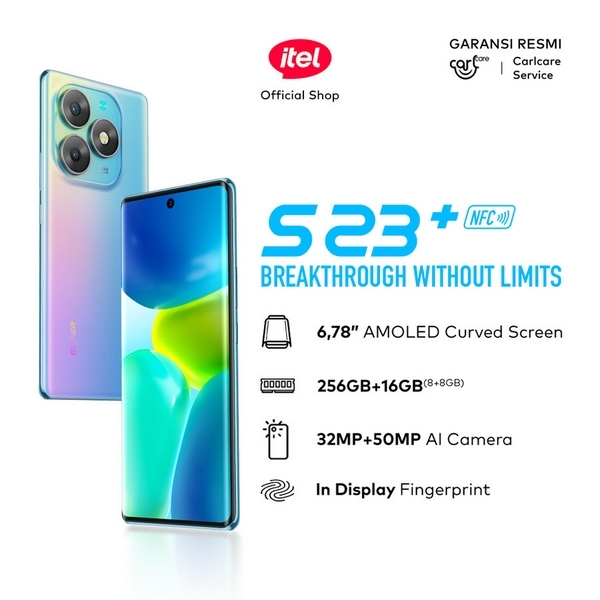 itel
Official Shop
GARANSI RESMI
carlcare | Carlcare
Service
S23+ NFC
BREAKTHROUGH WITHOUT LIMITS
6,78” AMOLED Curved Screen
256GB+16GB(8+8GB)
32MP+50MP AI Camera
In Display Fingerprint